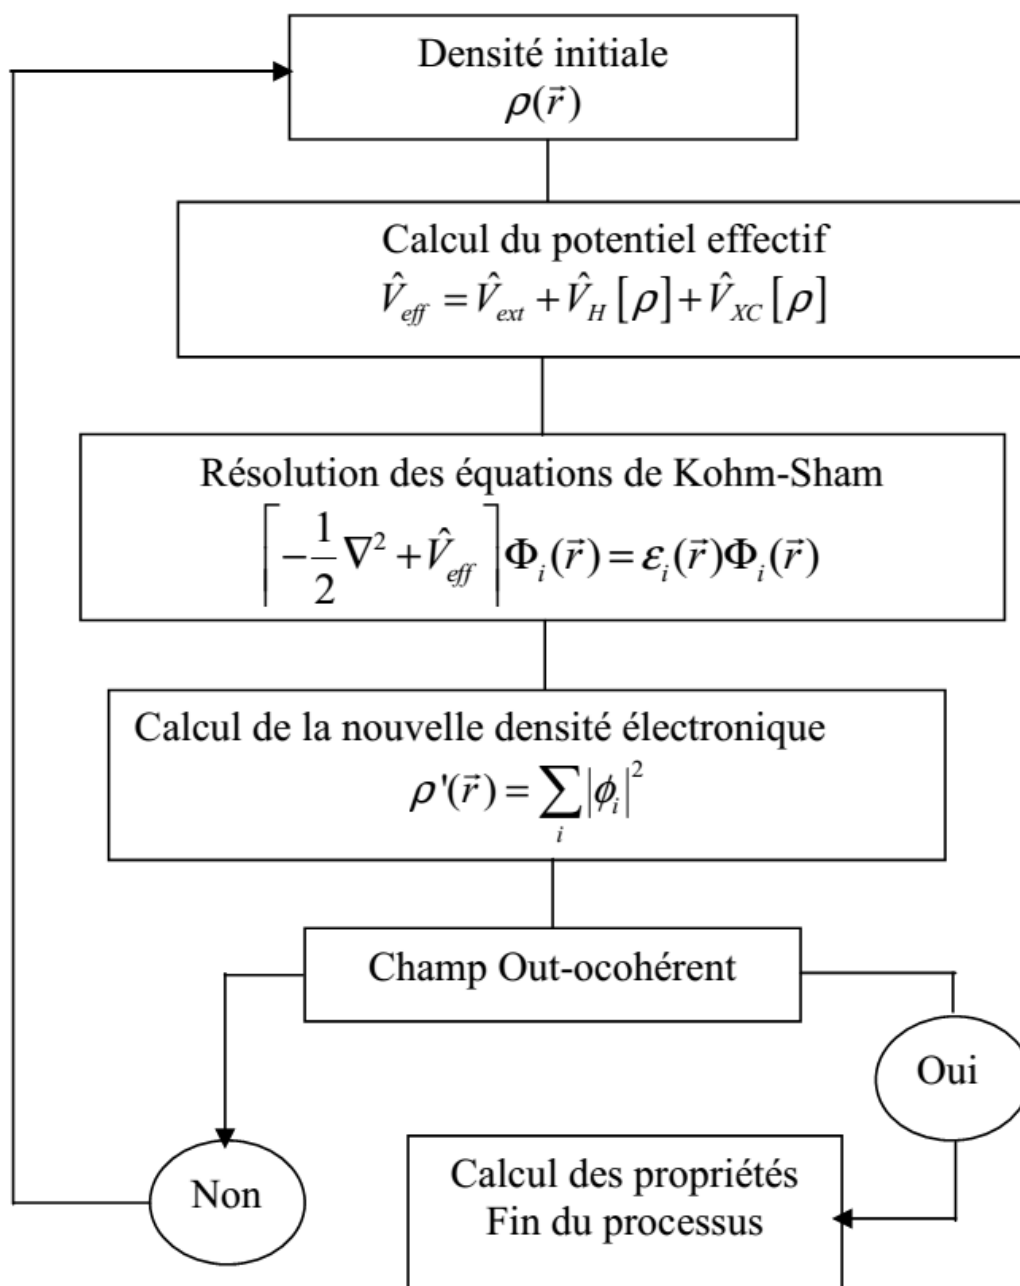 Densité initiale
ρ(r⃗)
Calcul du potentiel effectif
V̂eff = V̂ext + V̂H [ρ] + V̂XC [ρ]
Résolution des équations de Kohm-Sham
⌈−1/2 ∇² + V̂eff⌉ Φi(r⃗) = εi(r⃗)Φi(r⃗)
Calcul de la nouvelle densité électronique
ρ'(r⃗) = ∑i |ϕi|²
Champ Out-ocohérent
Oui
Non
Calcul des propriétés
Fin du processus